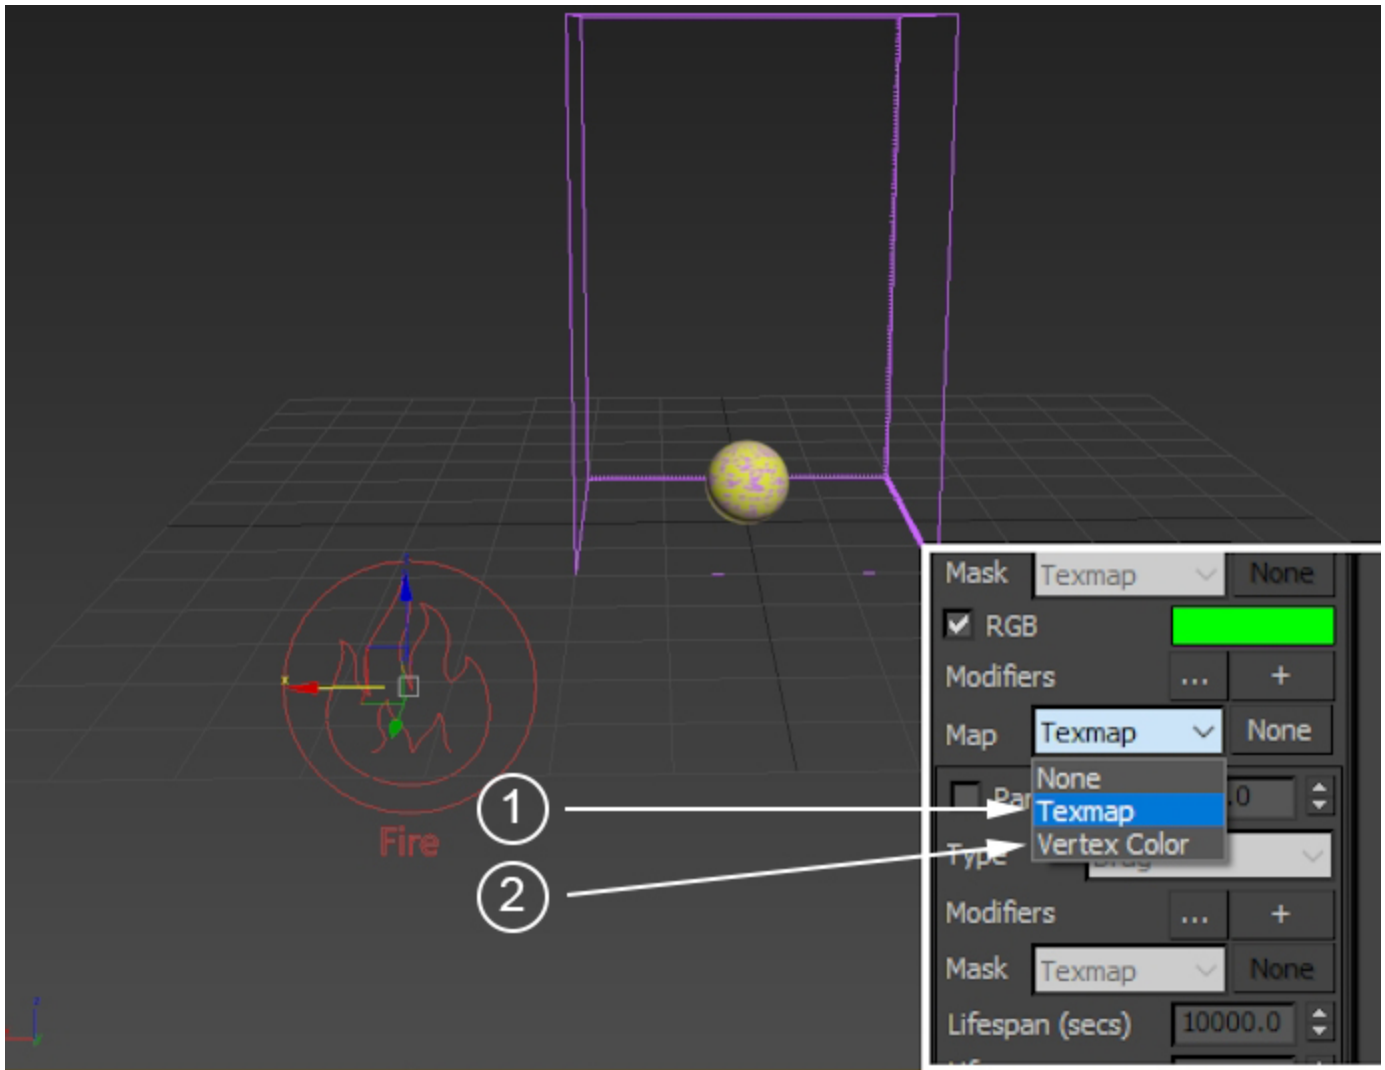 Mask Texmap None
RGB
Modifiers ... +
Map Texmap None
None
.0
Texmap
Vertex Color
Type
Modifiers ... +
Mask Texmap None
Lifespan (secs) 10000.0
1
2
Fire
x
z
y